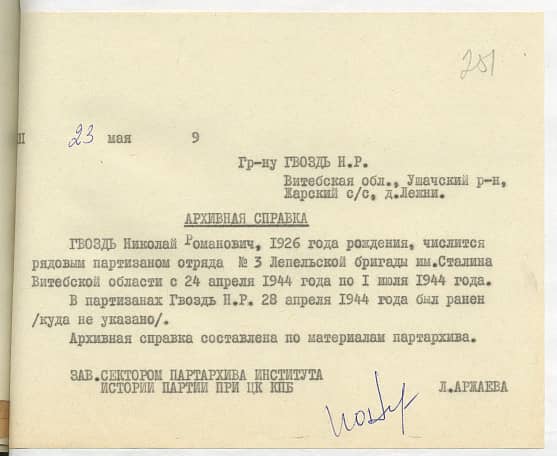 251
23 мая 9
Гр-ну ГВОЗДЬ Н.Р.
Витебская обл., Ушачский р-н,
Жарский с/с, д.Лежни.
АРХИВНАЯ СПРАВКА
ГВОЗДЬ Николай Романович, 1926 года рождения, числится
рядовым партизаном отряда № 3 Лепельской бригады им.Сталина
Витебской области с 24 апреля 1944 года по I июля 1944 года.
В партизанах Гвоздь Н.Р. 28 апреля 1944 года был ранен
/куда не указано/.
Архивная справка составлена по материалам партархива.
ЗАВ.СЕКТОРОМ ПАРТАРХИВА ИНСТИТУТА
ИСТОРИИ ПАРТИИ ПРИ ЦК КПБ Л.АРЖАЕВА